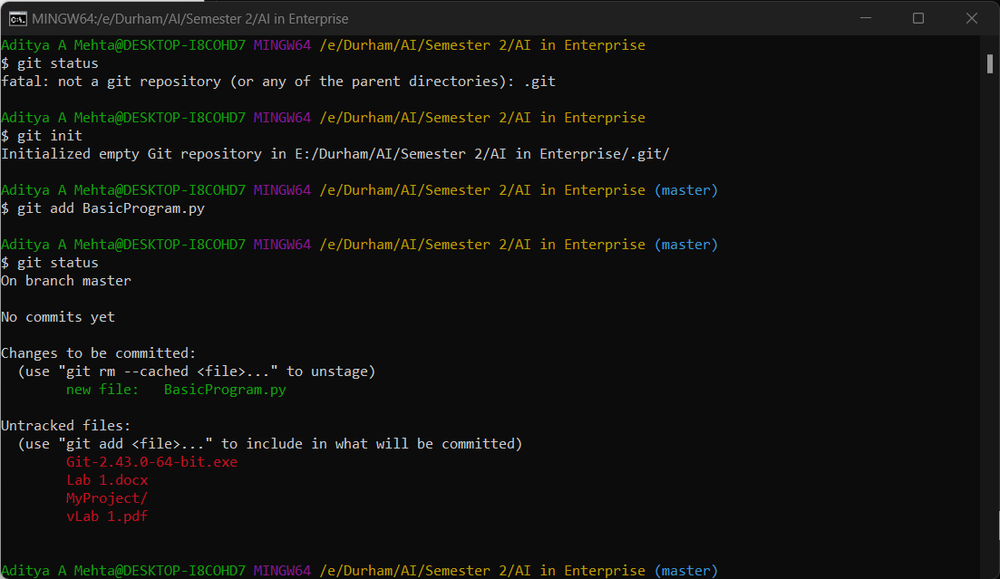 MINGW64:/e/Durham/AI/Semester 2/AI in Enterprise
Aditya A Mehta@DESKTOP-I8COHD7 MINGW64 /e/Durham/AI/Semester 2/AI in Enterprise
$ git status
fatal: not a git repository (or any of the parent directories): .git
Aditya A Mehta@DESKTOP-I8COHD7 MINGW64 /e/Durham/AI/Semester 2/AI in Enterprise
$ git init
Initialized empty Git repository in E:/Durham/AI/Semester 2/AI in Enterprise/.git/
Aditya A Mehta@DESKTOP-I8COHD7 MINGW64 /e/Durham/AI/Semester 2/AI in Enterprise (master)
$ git add BasicProgram.py
Aditya A Mehta@DESKTOP-I8COHD7 MINGW64 /e/Durham/AI/Semester 2/AI in Enterprise (master)
$ git status
On branch master
No commits yet
Changes to be committed:
  (use "git rm --cached <file>..." to unstage)
        new file:   BasicProgram.py
Untracked files:
  (use "git add <file>..." to include in what will be committed)
        Git-2.43.0-64-bit.exe
        Lab 1.docx
        MyProject/
        vLab 1.pdf
Aditya A Mehta@DESKTOP-I8COHD7 MINGW64 /e/Durham/AI/Semester 2/AI in Enterprise (master)